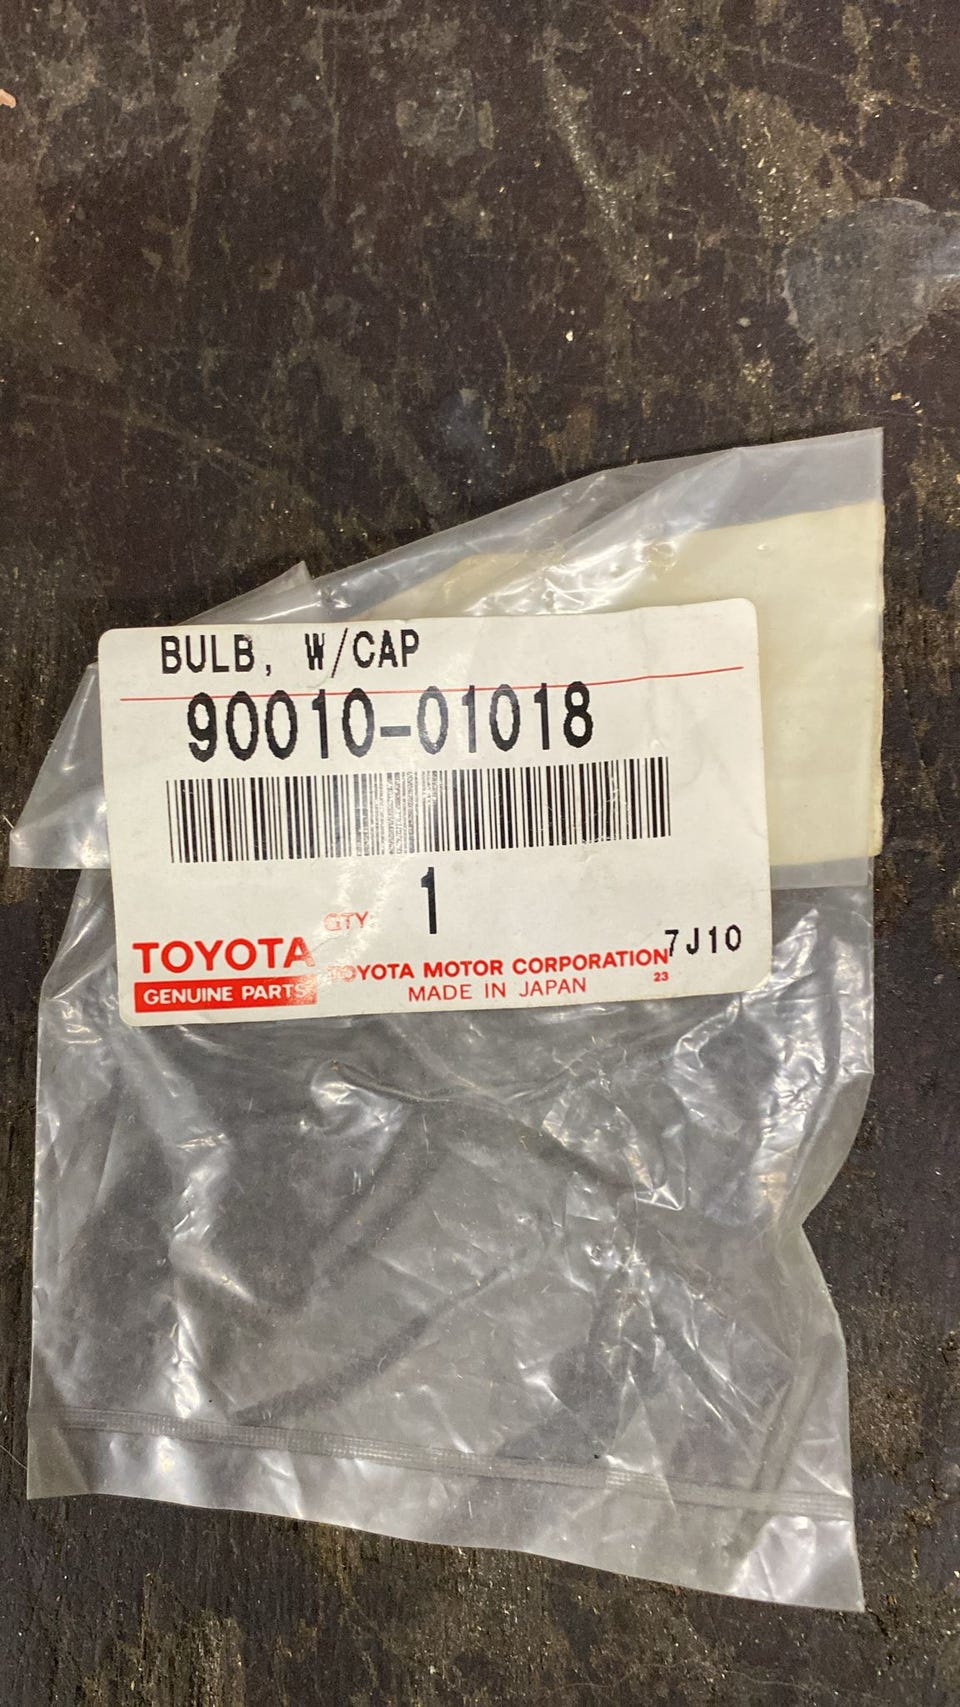 BULB, W/CAP
90010-01018
QTY: 1
TOYOTA
GENUINE PARTS
TOYOTA MOTOR CORPORATION
MADE IN JAPAN
23
7J10